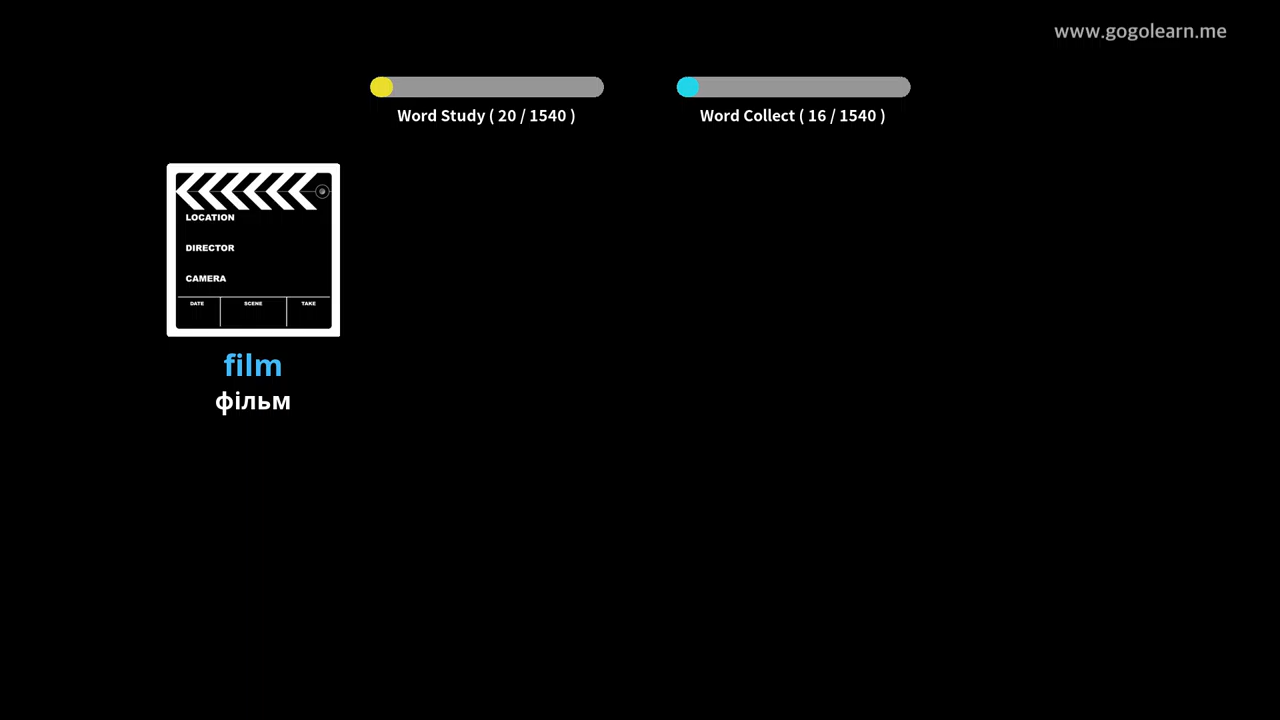 www.gogolearn.me
Word Study ( 20 / 1540 )
Word Collect ( 16 / 1540 )
LOCATION
DIRECTOR
CAMERA
DATE
SCENE
TAKE
film
фільм